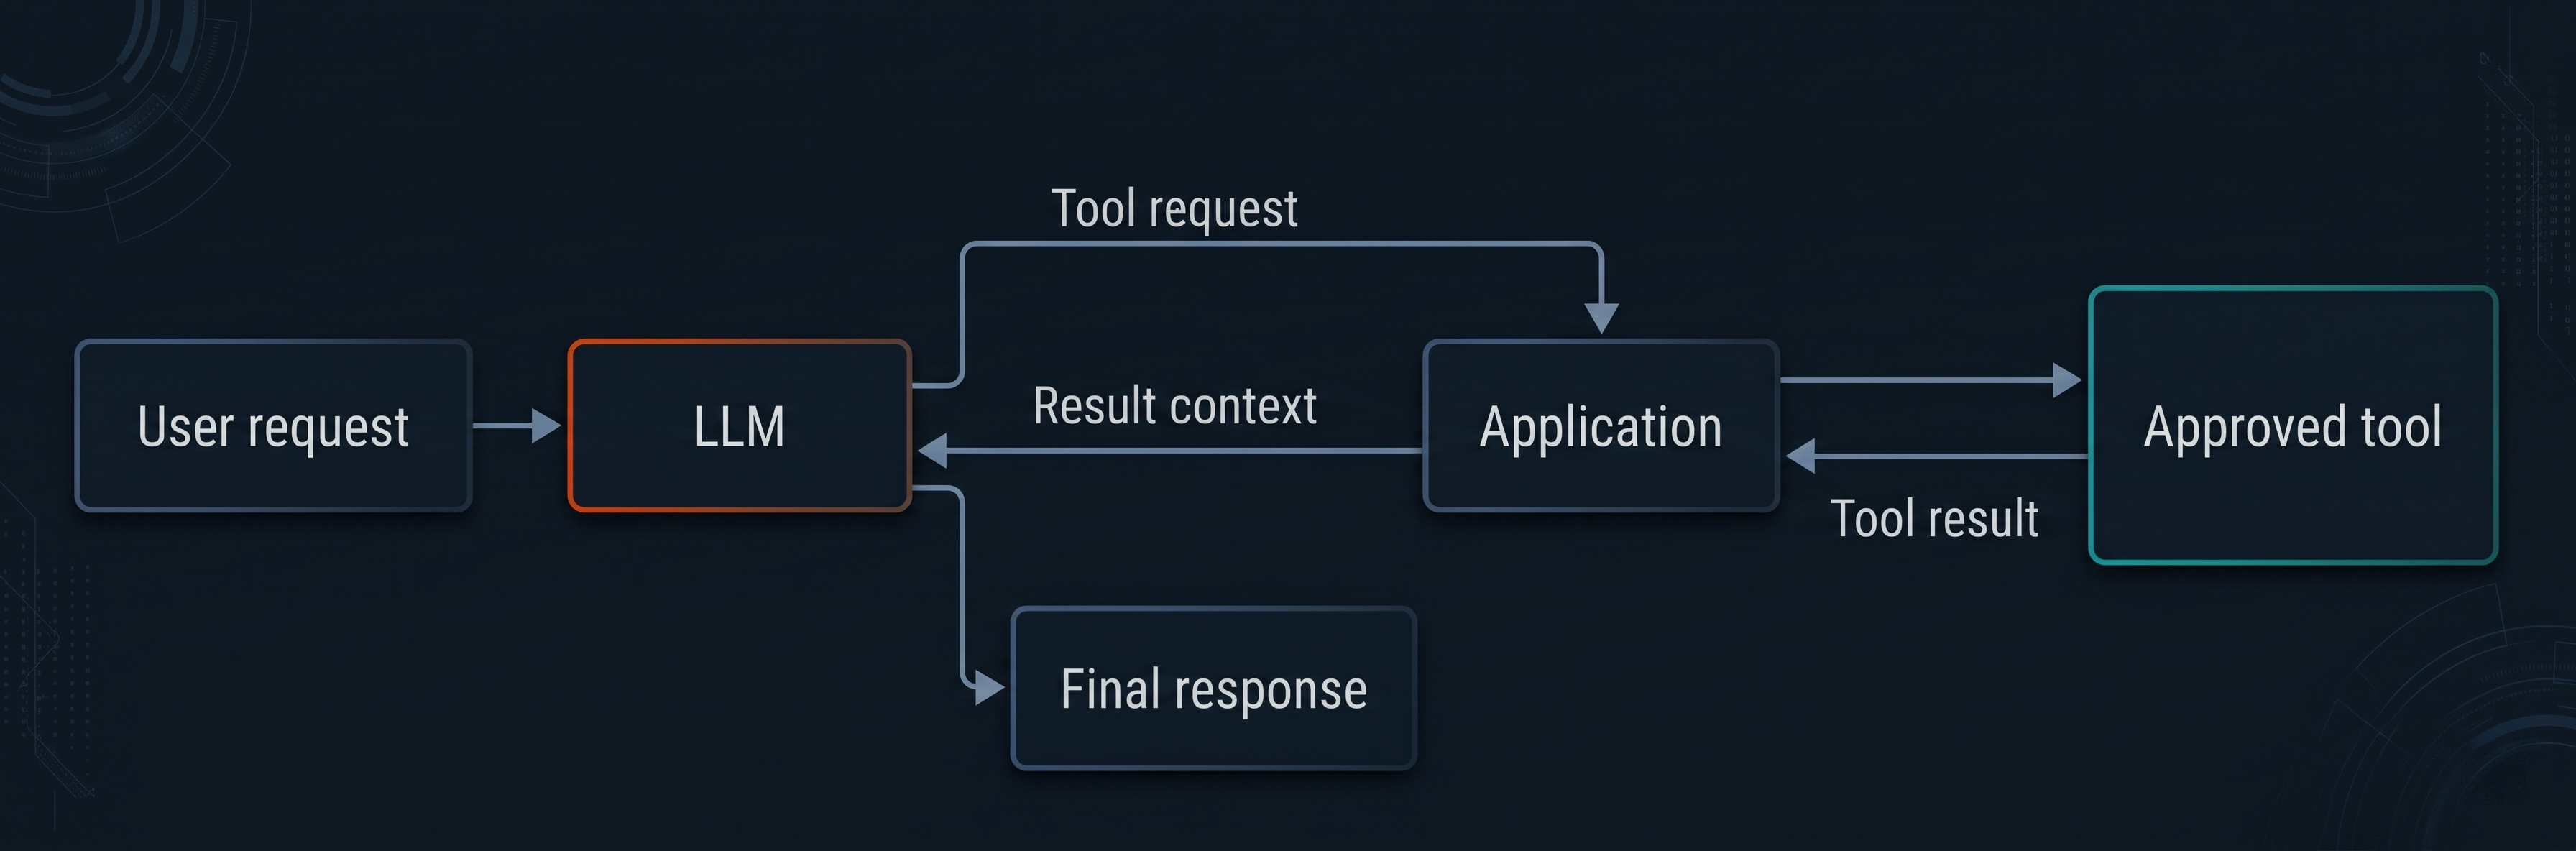 Tool request
User request
LLM
Result context
Application
Approved tool
Tool result
Final response